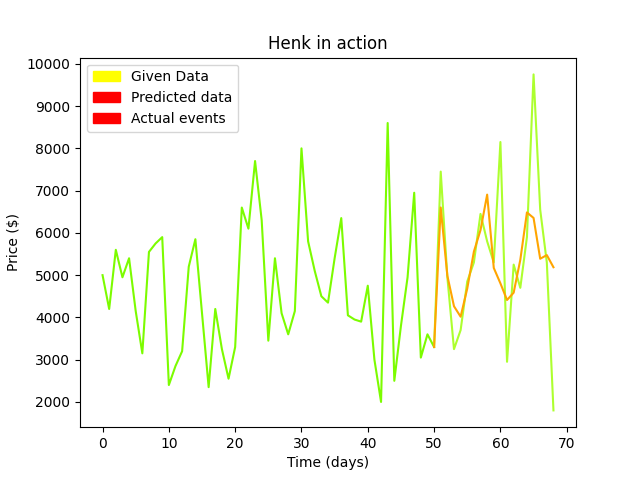 Henk in action
Given Data
Predicted data
Actual events
10000
9000
8000
7000
6000
5000
4000
3000
2000
Price ($)
0 10 20 30 40 50 60 70
Time (days)